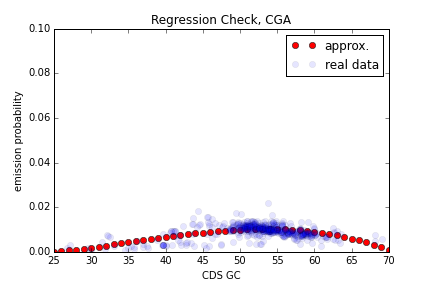 Regression Check, CGA
approx.
real data
emission probability
0.10
0.08
0.06
0.04
0.02
0.00
25 30 35 40 45 50 55 60 65 70
CDS GC